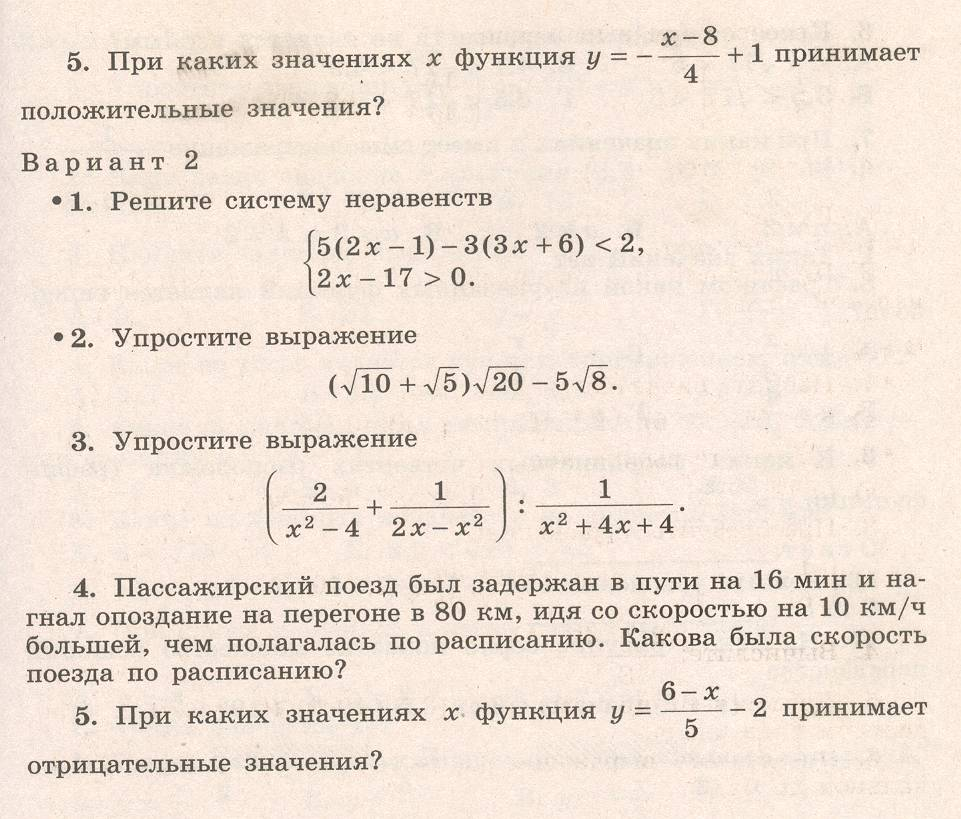 5. При каких значениях x функция y = −(x − 8)/4 + 1 принимает
положительные значения?
Вариант 2
• 1. Решите систему неравенств
{5(2x − 1) − 3(3x + 6) < 2,
{2x − 17 > 0.
• 2. Упростите выражение
(√10 + √5)√20 − 5√8.
3. Упростите выражение
(2/(x² − 4) + 1/(2x − x²)) : 1/(x² + 4x + 4).
4. Пассажирский поезд был задержан в пути на 16 мин и на-
гнал опоздание на перегоне в 80 км, идя со скоростью на 10 км/ч
большей, чем полагалась по расписанию. Какова была скорость
поезда по расписанию?
5. При каких значениях x функция y = (6 − x)/5 − 2 принимает
отрицательные значения?